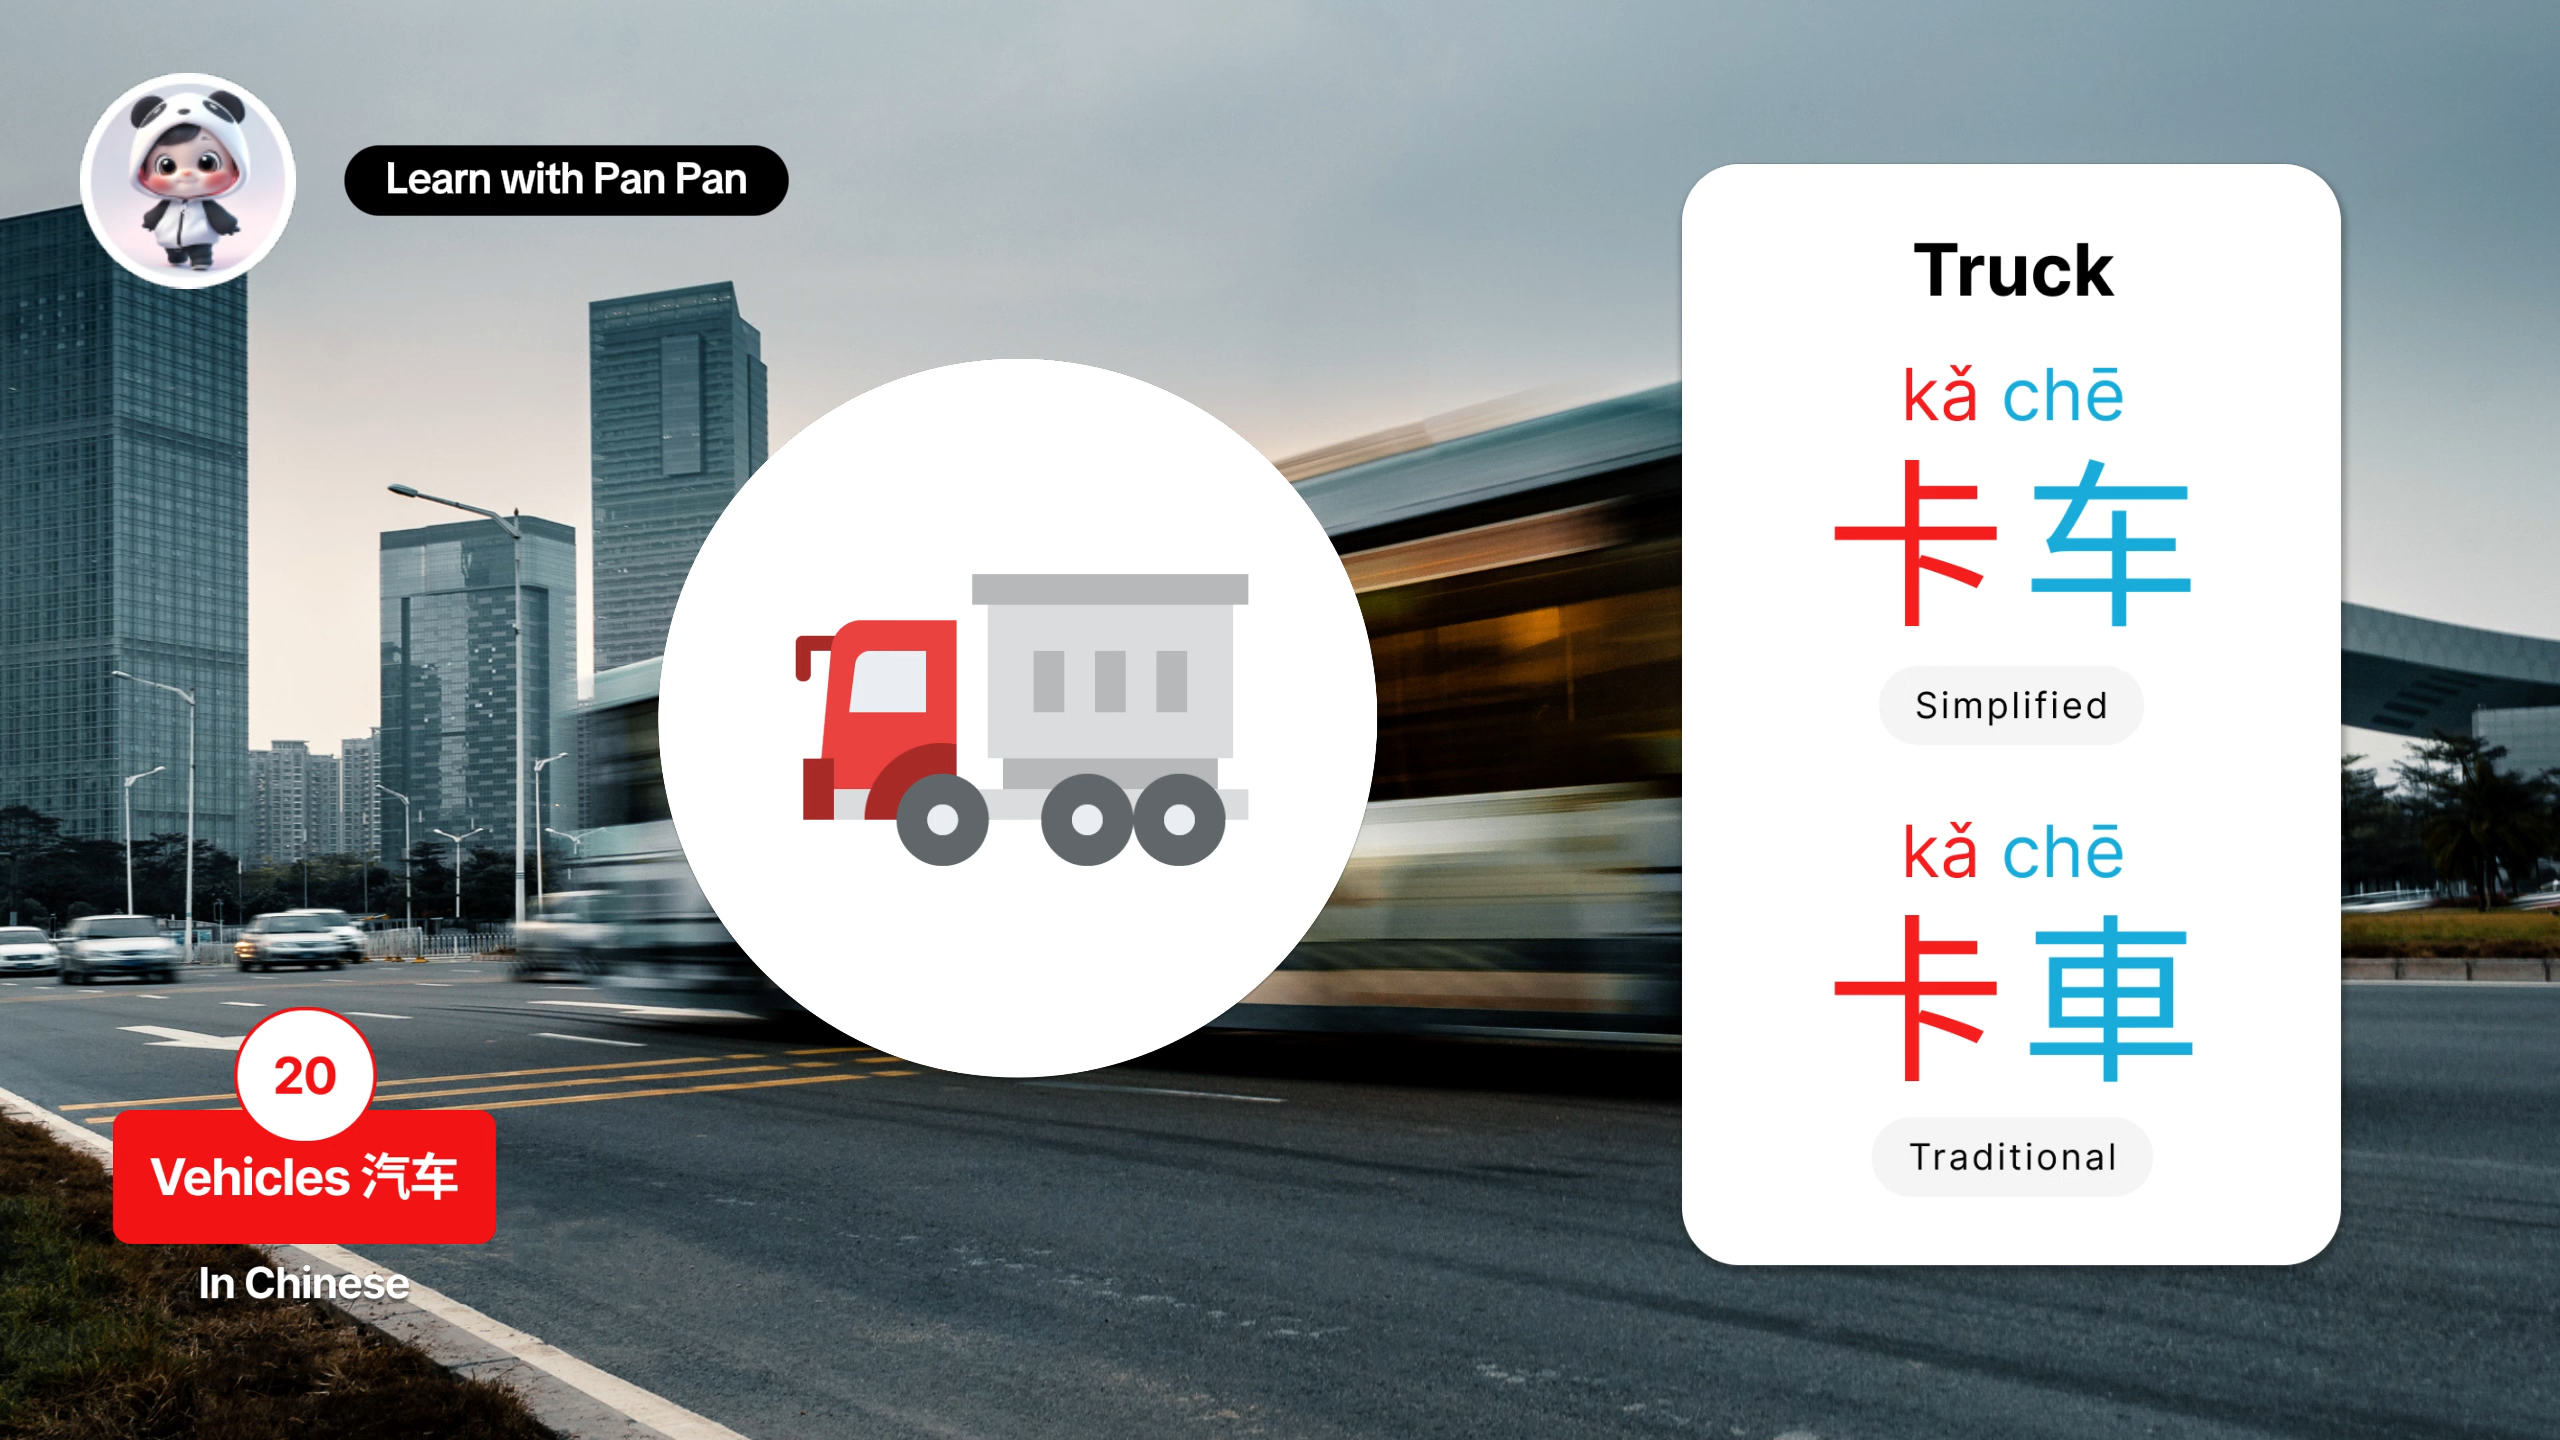 Learn with Pan Pan
Truck
kǎ chē
卡车
Simplified
kǎ chē
卡車
Traditional
20
Vehicles 汽车
In Chinese